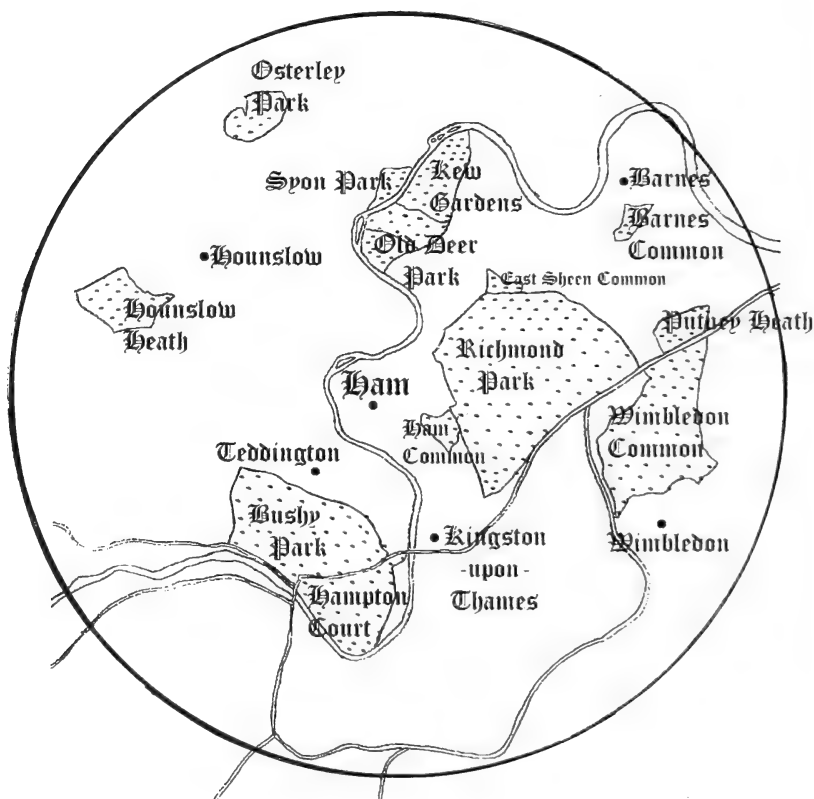 Osterley
Park
Syon Park
Kew
Gardens
Barnes
Barnes
Common
Old Deer
Park
Hounslow
East Sheen Common
Hounslow
Heath
Putney Heath
Richmond
Park
Ham
Wimbledon
Common
Ham
Common
Teddington
Bushy
Park
Kingston
-upon-
Thames
Wimbledon
Hampton
Court